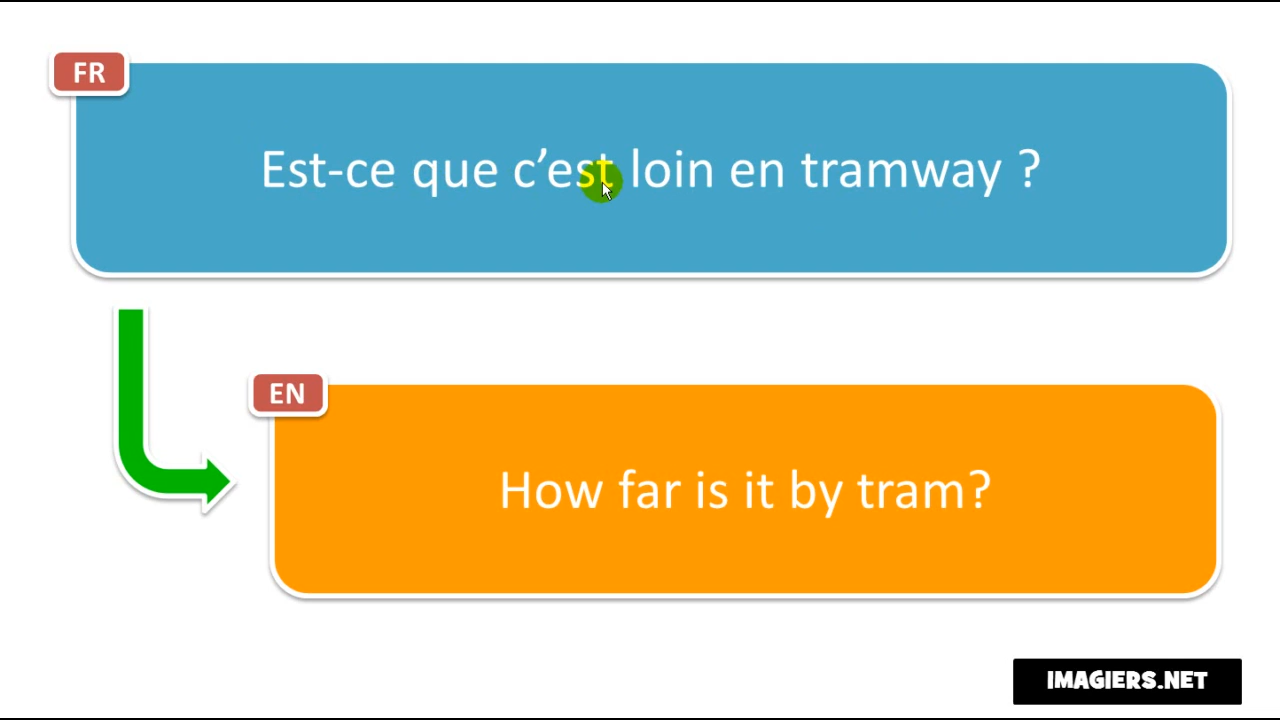 FR
Est-ce que c’est loin en tramway ?
EN
How far is it by tram?
IMAGIERS.NET